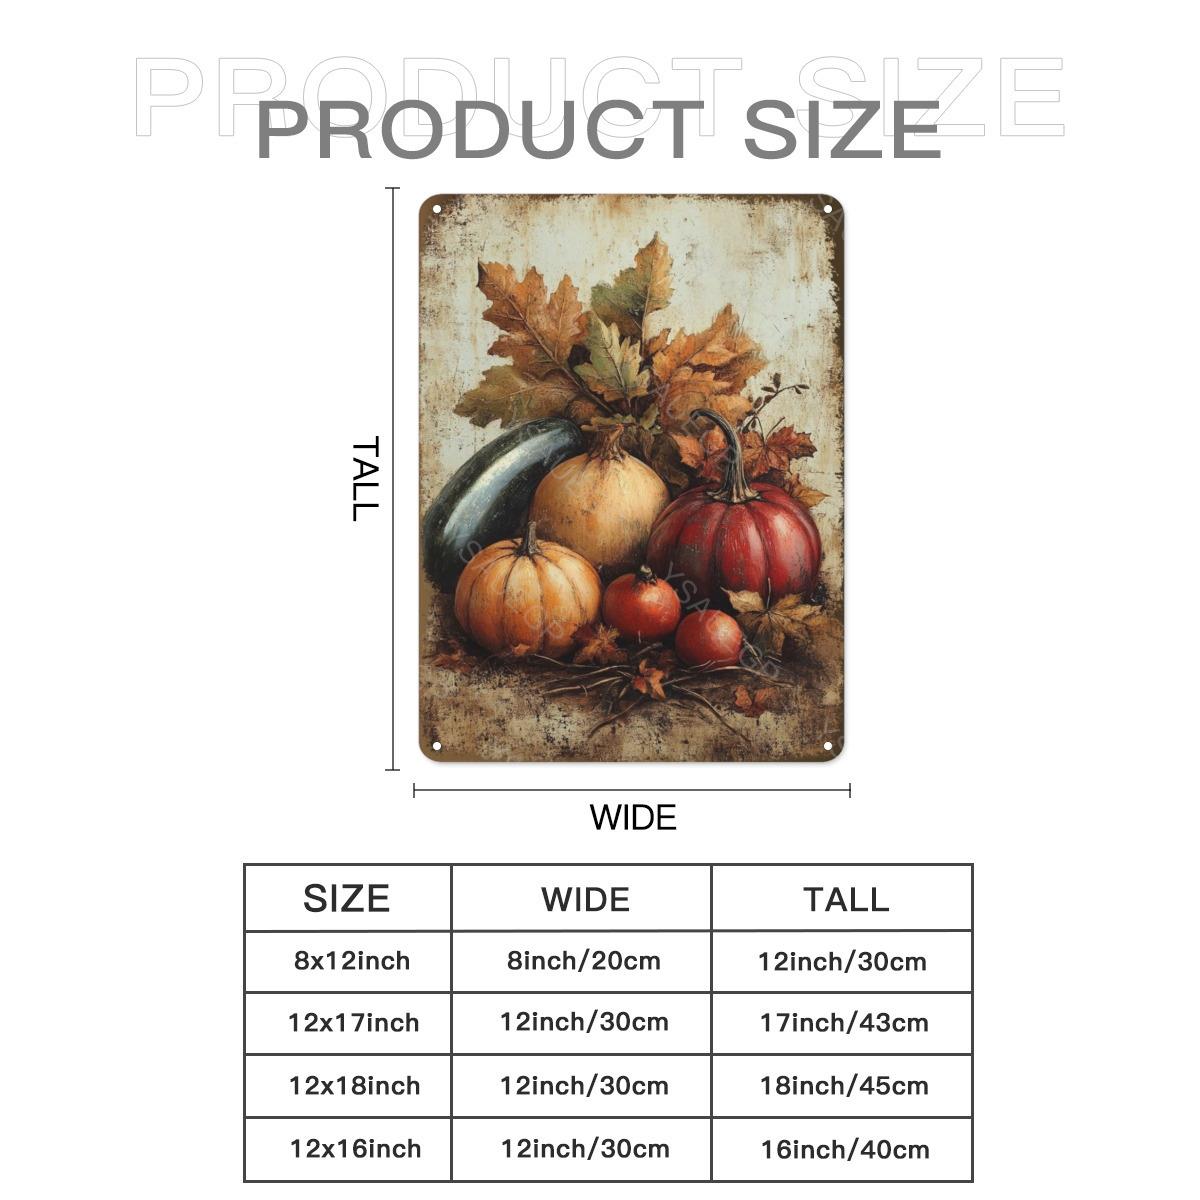 PRODUCT SIZE
PRODUCT SIZE
TALL
WIDE
SIZE WIDE TALL
8x12inch 8inch/20cm 12inch/30cm
12x17inch 12inch/30cm 17inch/43cm
12x18inch 12inch/30cm 18inch/45cm
12x16inch 12inch/30cm 16inch/40cm